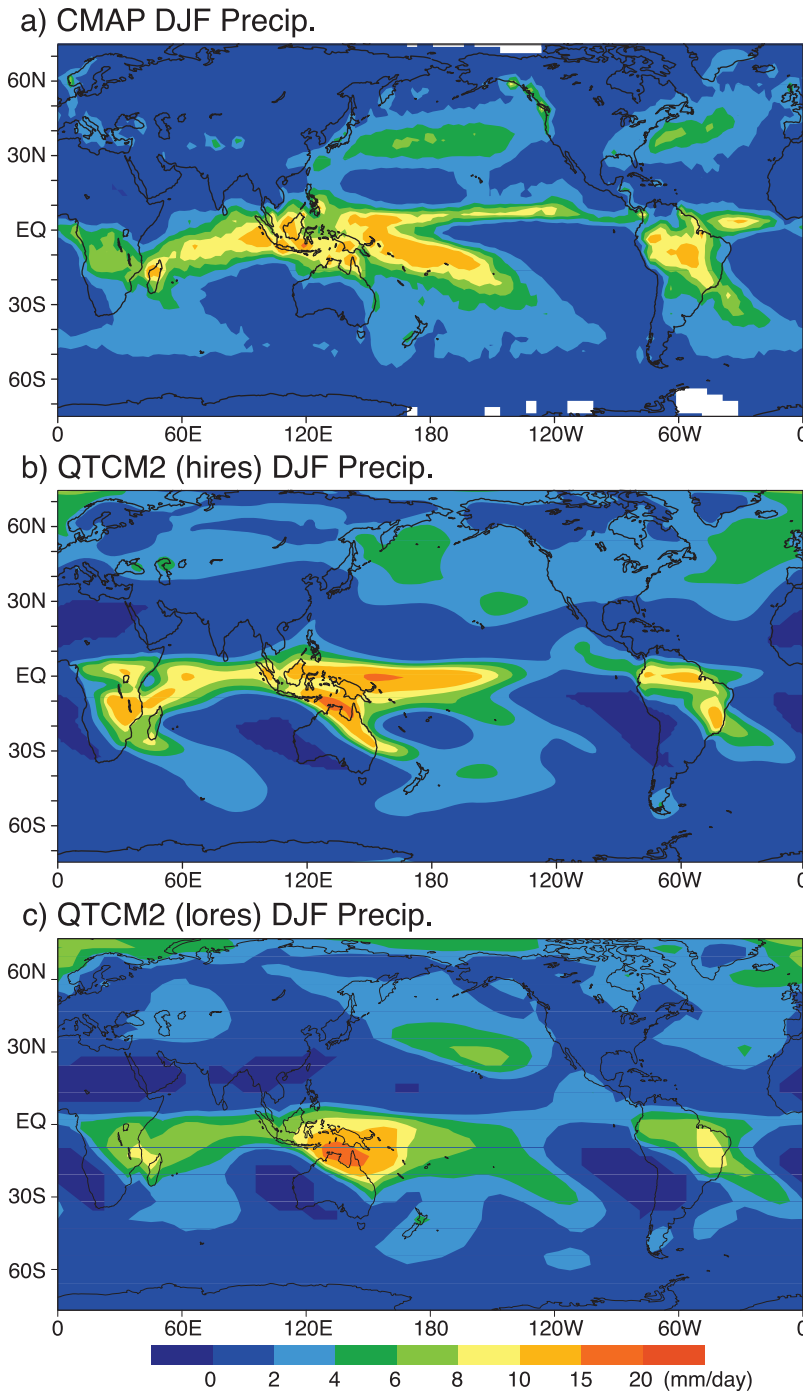 a) CMAP DJF Precip.
60N
30N
EQ
30S
60S
0 60E 120E 180 120W 60W 0
b) QTCM2 (hires) DJF Precip.
60N
30N
EQ
30S
60S
0 60E 120E 180 120W 60W 0
c) QTCM2 (lores) DJF Precip.
60N
30N
EQ
30S
60S
0 60E 120E 180 120W 60W 0
0 2 4 6 8 10 15 20 (mm/day)